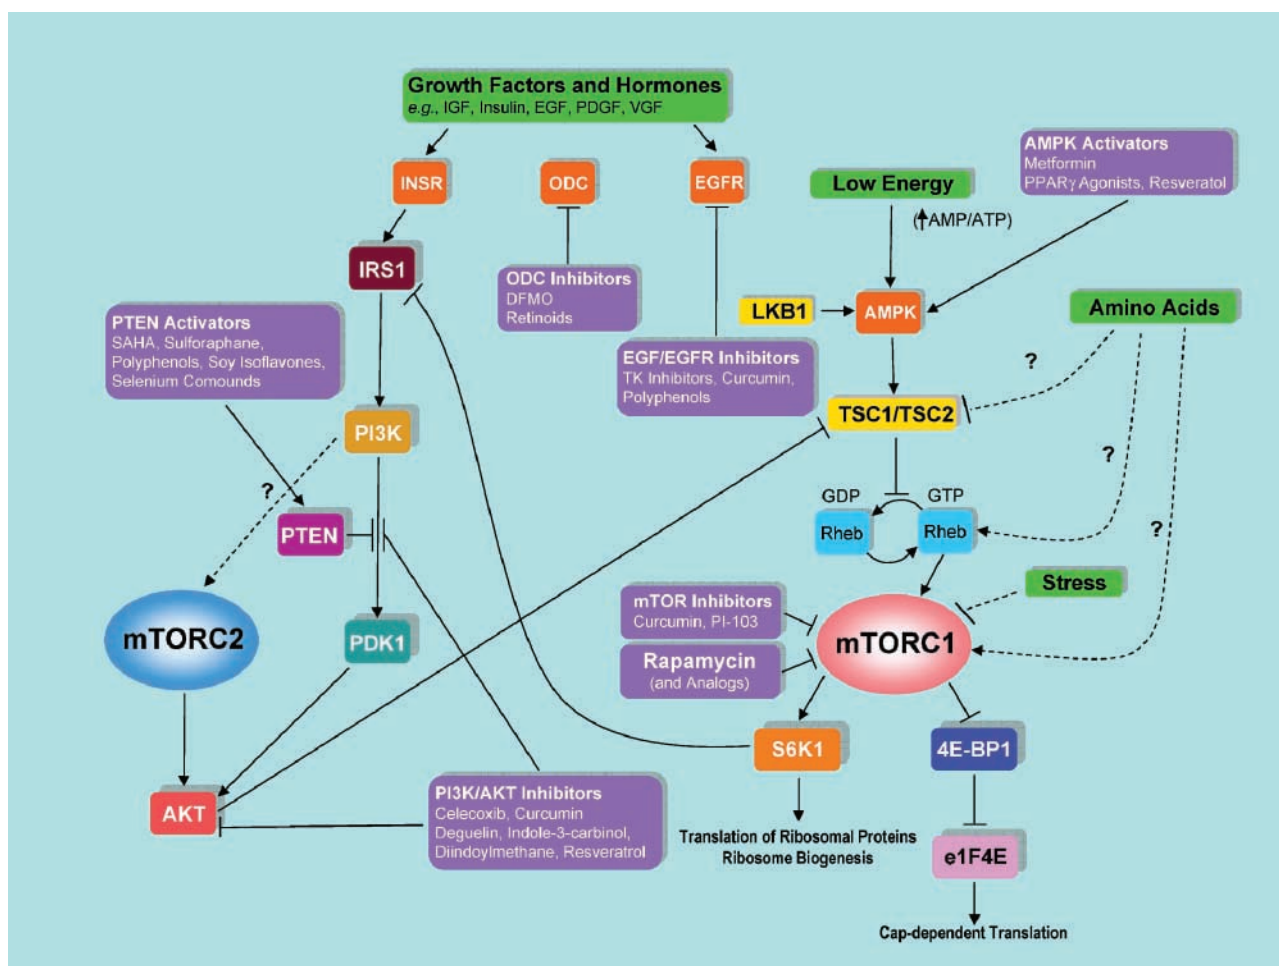 Growth Factors and Hormones
e.g., IGF, Insulin, EGF, PDGF, VGF
AMPK Activators
Metformin
PPARγ Agonists, Resveratol
INSR
ODC
EGFR
Low Energy
(↑AMP/ATP)
IRS1
ODC Inhibitors
DFMO
Retinoids
LKB1
AMPK
Amino Acids
PTEN Activators
SAHA, Sulforaphane,
Polyphenols, Soy Isoflavones,
Selenium Comounds
EGF/EGFR Inhibitors
TK Inhibitors, Curcumin,
Polyphenols
?
TSC1/TSC2
PI3K
?
?
GDP
GTP
Rheb
Rheb
?
PTEN
Stress
mTOR Inhibitors
Curcumin, PI-103
mTORC2
PDK1
mTORC1
Rapamycin
(and Analogs)
S6K1
4E-BP1
AKT
PI3K/AKT Inhibitors
Celecoxib, Curcumin
Deguelin, Indole-3-carbinol,
Diindoylmethane, Resveratrol
Translation of Ribosomal Proteins
Ribosome Biogenesis
e1F4E
Cap-dependent Translation